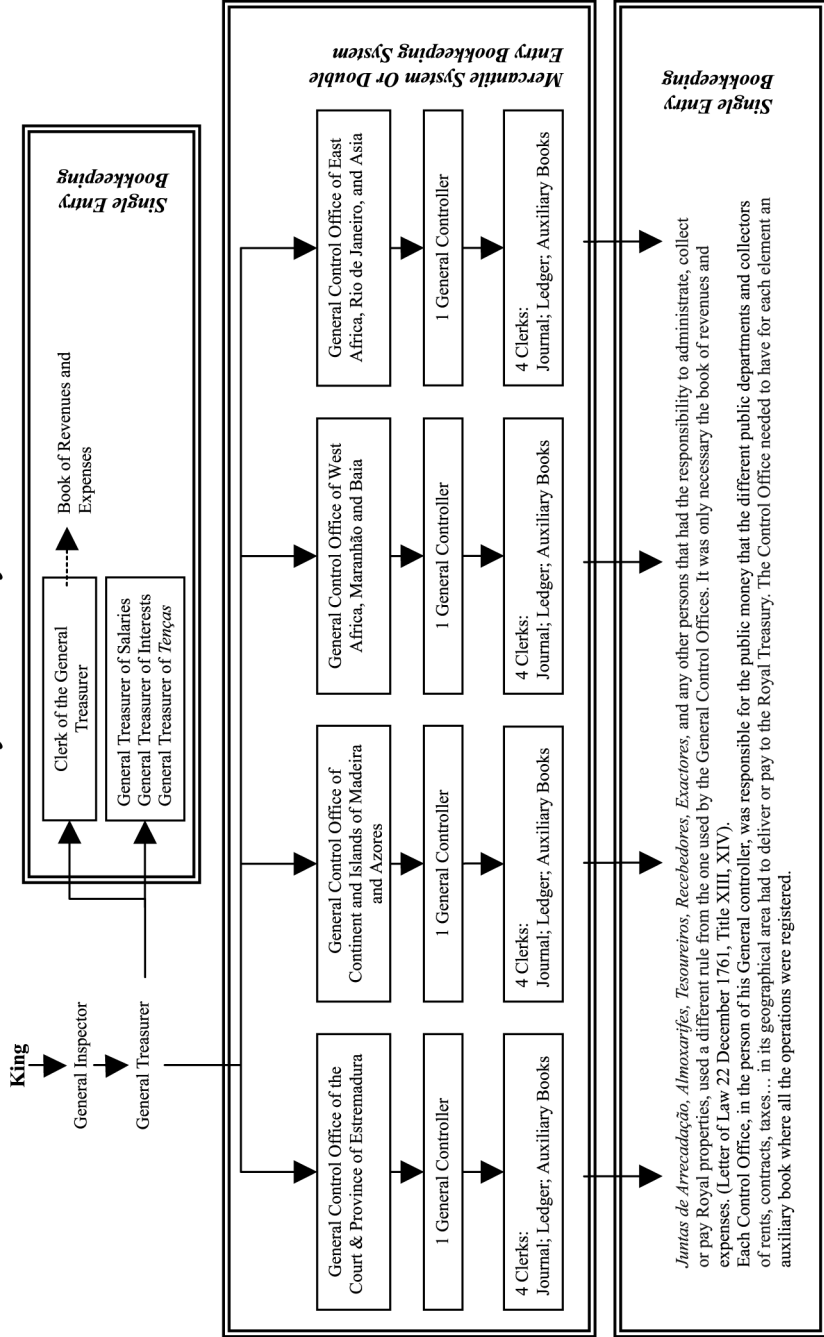 King
General Inspector
General Treasurer
Clerk of the General
Treasurer
Book of Revenues and
Expenses
General Treasurer of Salaries
General Treasurer of Interests
General Treasurer of Tenças
Single Entry
Bookkeeping
General Control Office of the
Court & Province of Estremadura
1 General Controller
4 Clerks:
Journal; Ledger; Auxiliary Books
General Control Office of
Continent and Islands of Madeira
and Azores
1 General Controller
4 Clerks:
Journal; Ledger; Auxiliary Books
General Control Office of West
Africa, Maranhão and Baia
1 General Controller
4 Clerks:
Journal; Ledger; Auxiliary Books
General Control Office of East
Africa, Rio de Janeiro, and Asia
1 General Controller
4 Clerks:
Journal; Ledger; Auxiliary Books
Mercantile System Or Double
Entry Bookkeeping System
Juntas de Arrecadação, Almoxarifes, Tesoureiros, Recebedores, Exactores, and any other persons that had the responsibility to administrate, collect
or pay Royal properties, used a different rule from the one used by the General Control Offices. It was only necessary the book of revenues and
expenses. (Letter of Law 22 December 1761, Title XIII, XIV).
Each Control Office, in the person of his General controller, was responsible for the public money that the different public departments and collectors
of rents, contracts, taxes… in its geographical area had to deliver or pay to the Royal Treasury. The Control Office needed to have for each element an
auxiliary book where all the operations were registered.
Single Entry
Bookkeeping